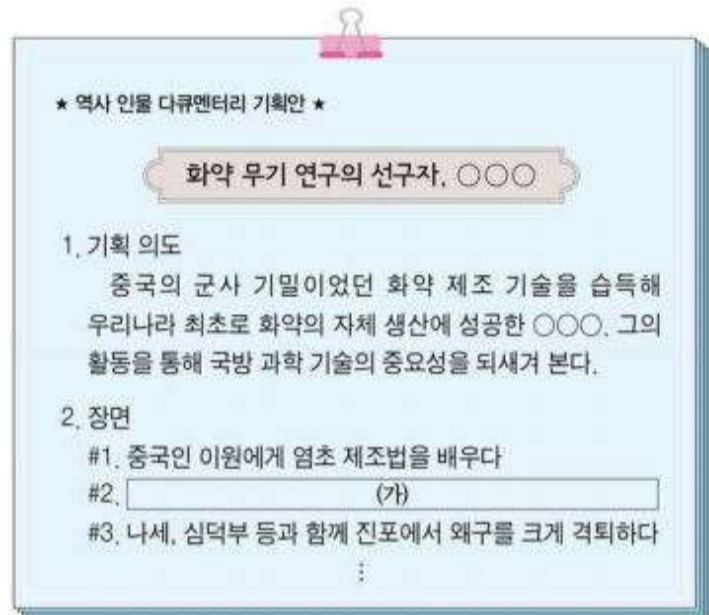 ★ 역사 인물 다큐멘터리 기획안 ★
화약 무기 연구의 선구자, ○○○
1. 기획 의도
중국의 군사 기밀이었던 화약 제조 기술을 습득해
우리나라 최초로 화약의 자체 생산에 성공한 ○○○. 그의
활동을 통해 국방 과학 기술의 중요성을 되새겨 본다.
2. 장면
#1. 중국인 이원에게 염초 제조법을 배우다
#2. (가)
#3. 나세, 심덕부 등과 함께 진포에서 왜구를 크게 격퇴하다
⋮